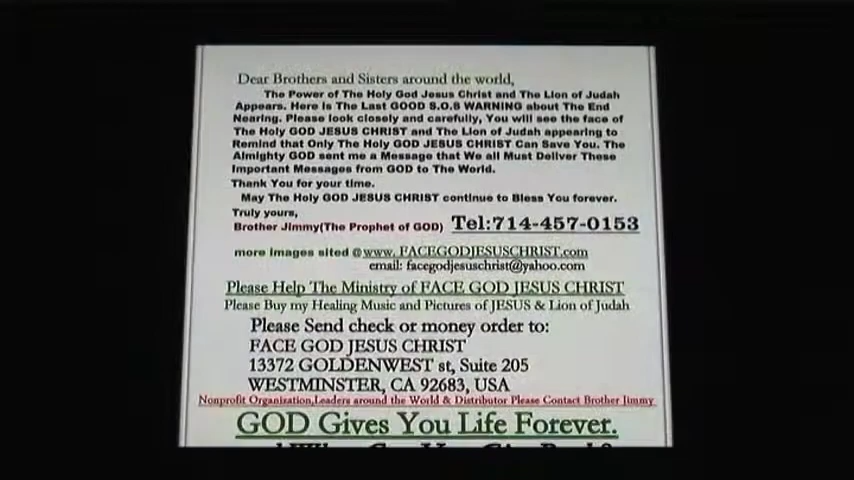 Dear Brothers and Sisters around the world,
The Power of The Holy God Jesus Christ and The Lion of Judah
Appears. Here is The Last GOOD S.O.S WARNING about The End
Nearing. Please look closely and carefully, You will see the face of
The Holy GOD JESUS CHRIST and The Lion of Judah appearing to
Remind that Only The Holy GOD JESUS CHRIST Can Save You. The
Almighty GOD sent me a Message that We all Must Deliver These
Important Messages from GOD to The World.
Thank You for your time.
May The Holy GOD JESUS CHRIST continue to Bless You forever.
Truly yours,
Brother Jimmy(The Prophet of GOD) Tel:714-457-0153
more images sited @www. FACEGODJESUSCHRIST.com
email: facegodjesuschrist@yahoo.com
Please Help The Ministry of FACE GOD JESUS CHRIST
Please Buy my Healing Music and Pictures of JESUS & Lion of Judah
Please Send check or money order to:
FACE GOD JESUS CHRIST
13372 GOLDENWEST st, Suite 205
WESTMINSTER, CA 92683, USA
Nonprofit Organization,Leaders around the World & Distributor Please Contact Brother Jimmy.
GOD Gives You Life Forever.